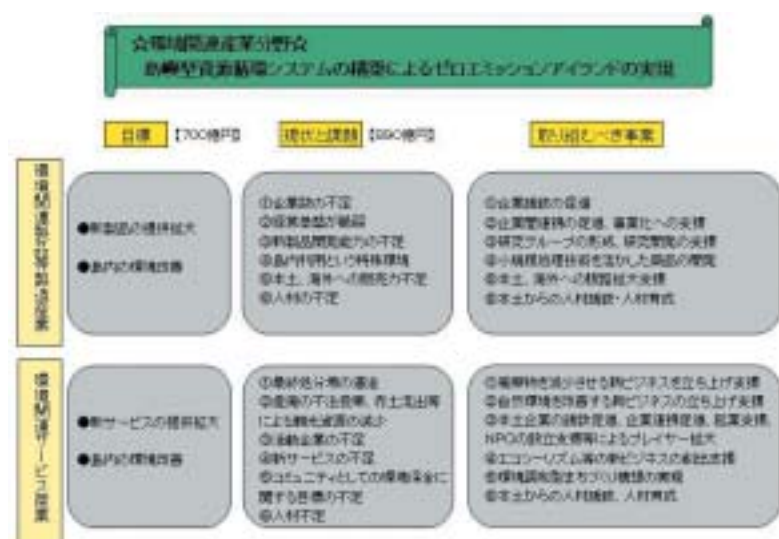 ☆環境関連産業分野☆
島嶼型資源循環システムの構築によるゼロエミッションアイランドの実現
目標 【700億円】
現状と課題 【390億円】
取り組むべき事業
環境関連製造業
●新製品の提供拡大
●島内の環境改善
①企業数の不足
②経営基盤が脆弱
③新製品開発能力の不足
④島内利用という特殊環境
⑤本土、海外への販売力不足
⑥人材の不足
①企業誘致の促進
②企業間連携の促進、事業化への支援
③研究グループの形成、研究開発の支援
④小規模処理技術を活かした製品の開発
⑤本土、海外への販路拡大支援
⑥本土からの人材誘致・人材育成
環境関連サービス産業
●新サービスの提供拡大
●島内の環境改善
①最終処分場の
②産廃の不法投棄、赤土流出等
による観光資源の減少
③活動企業の不足
④新サービスの不足
⑤コミュニティとしての環境保全に
関する目標の不足
⑥人材不足
①廃棄物を減少させる新ビジネスを立ち上げ支援
②自然環境を改善する新ビジネスの立ち上げ支援
③本土企業の誘致促進、企業連携促進、起業支援、
NPOの設立支援等によるプレイヤー拡大
④エコツーリズム等の新ビジネスの創出支援
⑤環境調和型まちづくり構想の実現
⑥本土からの人材誘致、人材育成